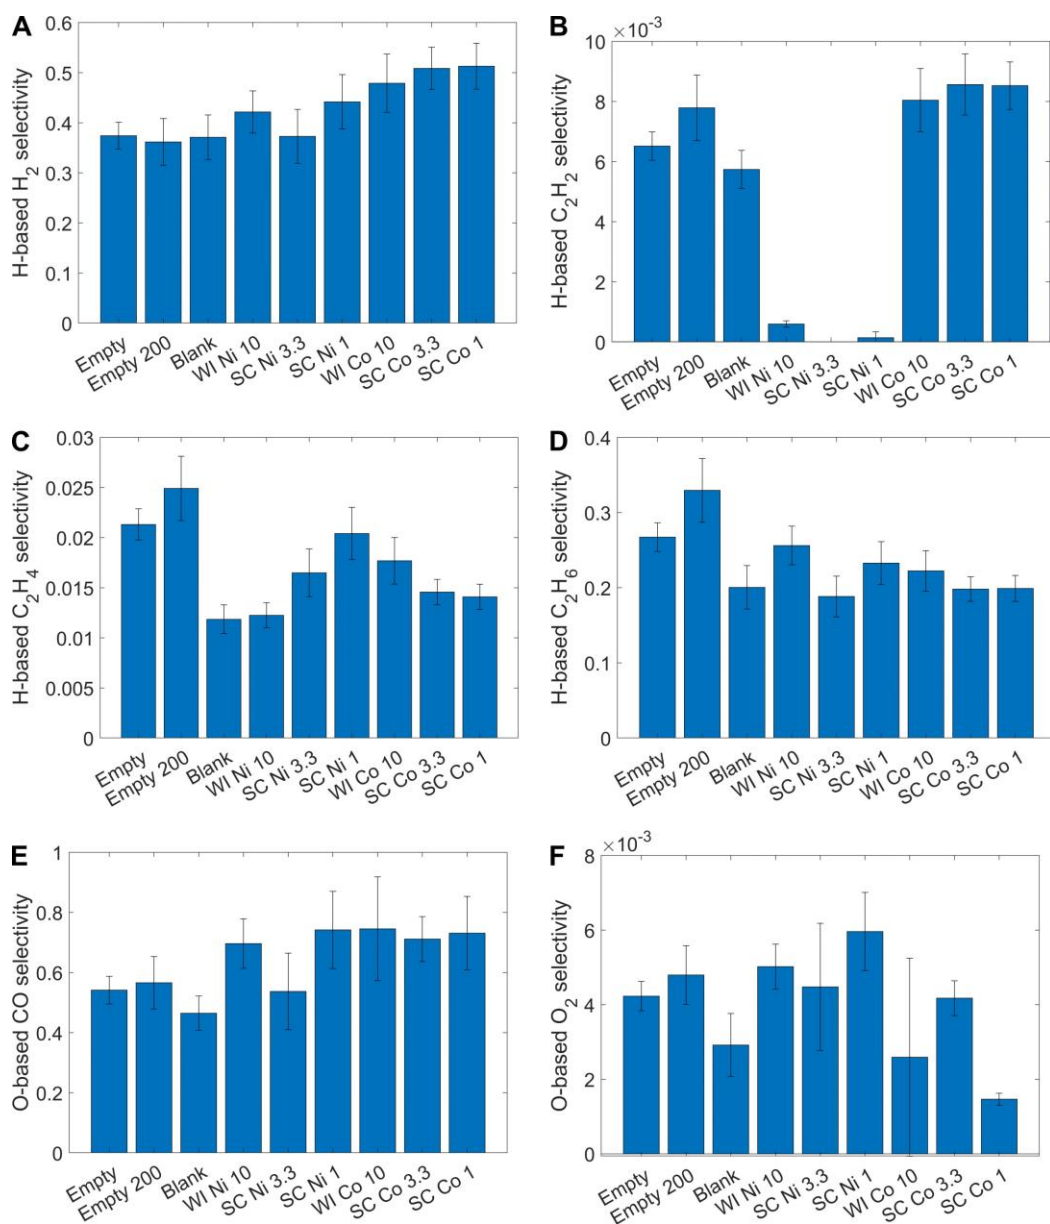 A
H-based H2 selectivity
0.6
0.5
0.4
0.3
0.2
0.1
0
Empty
Empty 200
Blank
WI Ni 10
SC Ni 3.3
SC Ni 1
WI Co 10
SC Co 3.3
SC Co 1
B
×10-3
H-based C2H2 selectivity
10
8
6
4
2
0
Empty
Empty 200
Blank
WI Ni 10
SC Ni 3.3
SC Ni 1
WI Co 10
SC Co 3.3
SC Co 1
C
H-based C2H4 selectivity
0.03
0.025
0.02
0.015
0.01
0.005
0
Empty
Empty 200
Blank
WI Ni 10
SC Ni 3.3
SC Ni 1
WI Co 10
SC Co 3.3
SC Co 1
D
H-based C2H6 selectivity
0.4
0.3
0.2
0.1
0
Empty
Empty 200
Blank
WI Ni 10
SC Ni 3.3
SC Ni 1
WI Co 10
SC Co 3.3
SC Co 1
E
O-based CO selectivity
1
0.8
0.6
0.4
0.2
0
Empty
Empty 200
Blank
WI Ni 10
SC Ni 3.3
SC Ni 1
WI Co 10
SC Co 3.3
SC Co 1
F
×10-3
O-based O2 selectivity
8
6
4
2
0
Empty
Empty 200
Blank
WI Ni 10
SC Ni 3.3
SC Ni 1
WI Co 10
SC Co 3.3
SC Co 1